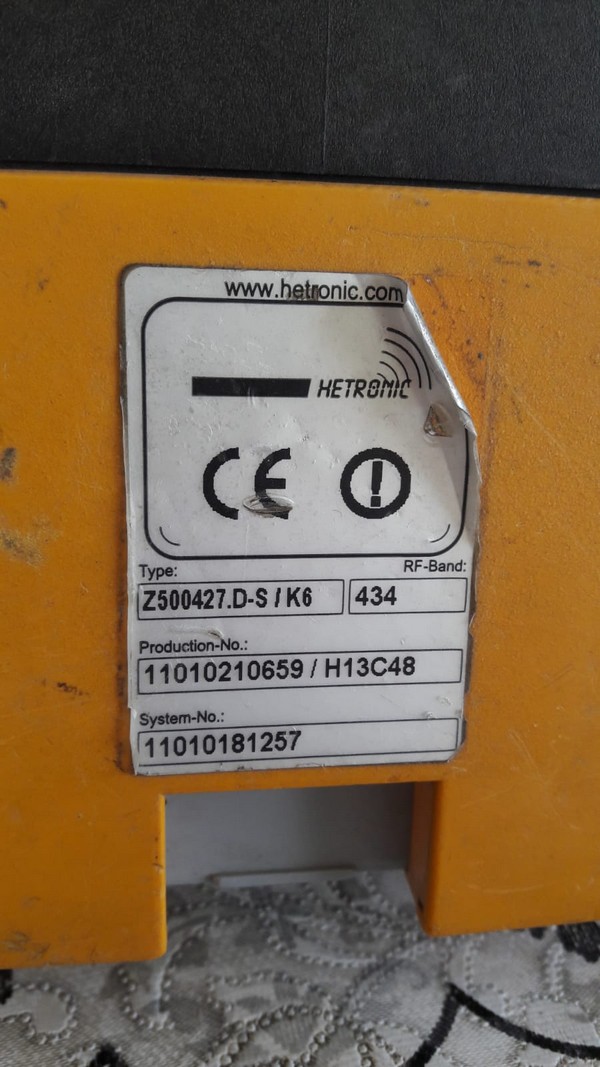 www.hetronic.com
HETRONIC
CE
Type: RF-Band:
Z500427.D-S / K6 434
Production-No.:
11010210659 / H13C48
System-No.:
11010181257